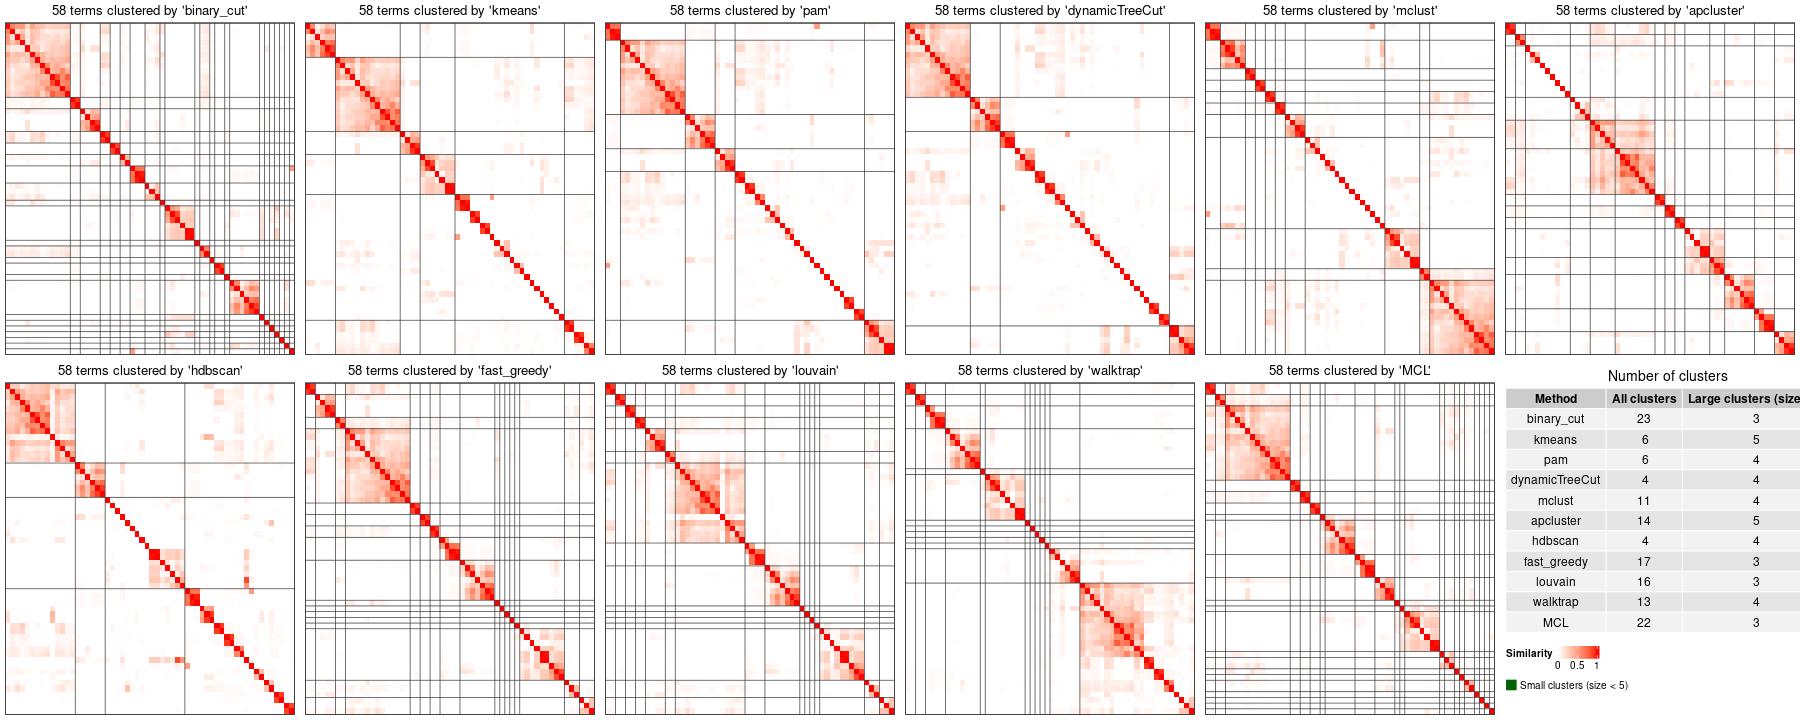 58 terms clustered by 'binary_cut'
58 terms clustered by 'kmeans'
58 terms clustered by 'pam'
58 terms clustered by 'dynamicTreeCut'
58 terms clustered by 'mclust'
58 terms clustered by 'apcluster'
58 terms clustered by 'hdbscan'
58 terms clustered by 'fast_greedy'
58 terms clustered by 'louvain'
58 terms clustered by 'walktrap'
58 terms clustered by 'MCL'
Number of clusters
Method All clusters Large clusters (size
binary_cut 23 3
kmeans 6 5
pam 6 4
dynamicTreeCut 4 4
mclust 11 4
apcluster 14 5
hdbscan 4 4
fast_greedy 17 3
louvain 16 3
walktrap 13 4
MCL 22 3
Similarity
0 0.5 1
Small clusters (size < 5)